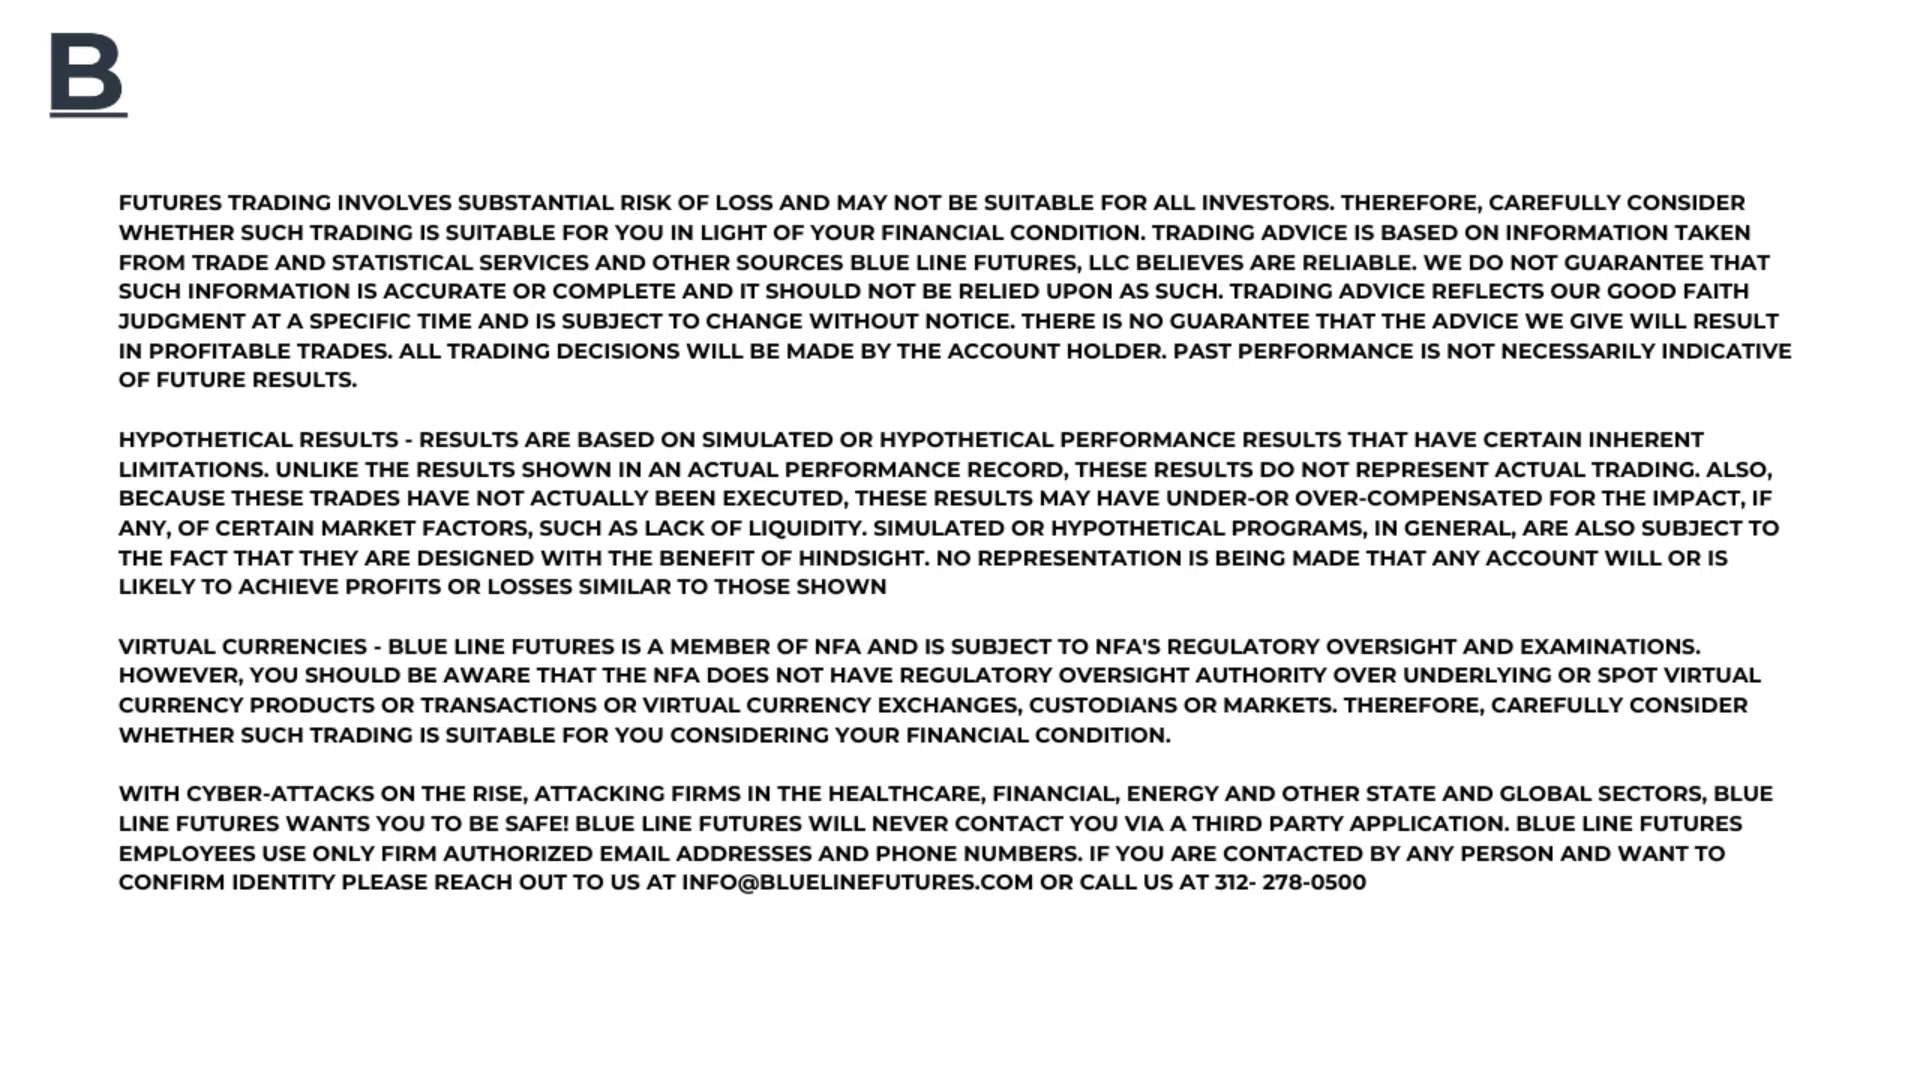 B
FUTURES TRADING INVOLVES SUBSTANTIAL RISK OF LOSS AND MAY NOT BE SUITABLE FOR ALL INVESTORS. THEREFORE, CAREFULLY CONSIDER
WHETHER SUCH TRADING IS SUITABLE FOR YOU IN LIGHT OF YOUR FINANCIAL CONDITION. TRADING ADVICE IS BASED ON INFORMATION TAKEN
FROM TRADE AND STATISTICAL SERVICES AND OTHER SOURCES BLUE LINE FUTURES, LLC BELIEVES ARE RELIABLE. WE DO NOT GUARANTEE THAT
SUCH INFORMATION IS ACCURATE OR COMPLETE AND IT SHOULD NOT BE RELIED UPON AS SUCH. TRADING ADVICE REFLECTS OUR GOOD FAITH
JUDGMENT AT A SPECIFIC TIME AND IS SUBJECT TO CHANGE WITHOUT NOTICE. THERE IS NO GUARANTEE THAT THE ADVICE WE GIVE WILL RESULT
IN PROFITABLE TRADES. ALL TRADING DECISIONS WILL BE MADE BY THE ACCOUNT HOLDER. PAST PERFORMANCE IS NOT NECESSARILY INDICATIVE
OF FUTURE RESULTS.
HYPOTHETICAL RESULTS - RESULTS ARE BASED ON SIMULATED OR HYPOTHETICAL PERFORMANCE RESULTS THAT HAVE CERTAIN INHERENT
LIMITATIONS. UNLIKE THE RESULTS SHOWN IN AN ACTUAL PERFORMANCE RECORD, THESE RESULTS DO NOT REPRESENT ACTUAL TRADING. ALSO,
BECAUSE THESE TRADES HAVE NOT ACTUALLY BEEN EXECUTED, THESE RESULTS MAY HAVE UNDER-OR OVER-COMPENSATED FOR THE IMPACT, IF
ANY, OF CERTAIN MARKET FACTORS, SUCH AS LACK OF LIQUIDITY. SIMULATED OR HYPOTHETICAL PROGRAMS, IN GENERAL, ARE ALSO SUBJECT TO
THE FACT THAT THEY ARE DESIGNED WITH THE BENEFIT OF HINDSIGHT. NO REPRESENTATION IS BEING MADE THAT ANY ACCOUNT WILL OR IS
LIKELY TO ACHIEVE PROFITS OR LOSSES SIMILAR TO THOSE SHOWN
VIRTUAL CURRENCIES - BLUE LINE FUTURES IS A MEMBER OF NFA AND IS SUBJECT TO NFA'S REGULATORY OVERSIGHT AND EXAMINATIONS.
HOWEVER, YOU SHOULD BE AWARE THAT THE NFA DOES NOT HAVE REGULATORY OVERSIGHT AUTHORITY OVER UNDERLYING OR SPOT VIRTUAL
CURRENCY PRODUCTS OR TRANSACTIONS OR VIRTUAL CURRENCY EXCHANGES, CUSTODIANS OR MARKETS. THEREFORE, CAREFULLY CONSIDER
WHETHER SUCH TRADING IS SUITABLE FOR YOU CONSIDERING YOUR FINANCIAL CONDITION.
WITH CYBER-ATTACKS ON THE RISE, ATTACKING FIRMS IN THE HEALTHCARE, FINANCIAL, ENERGY AND OTHER STATE AND GLOBAL SECTORS, BLUE
LINE FUTURES WANTS YOU TO BE SAFE! BLUE LINE FUTURES WILL NEVER CONTACT YOU VIA A THIRD PARTY APPLICATION. BLUE LINE FUTURES
EMPLOYEES USE ONLY FIRM AUTHORIZED EMAIL ADDRESSES AND PHONE NUMBERS. IF YOU ARE CONTACTED BY ANY PERSON AND WANT TO
CONFIRM IDENTITY PLEASE REACH OUT TO US AT INFO@BLUELINEFUTURES.COM OR CALL US AT 312- 278-0500